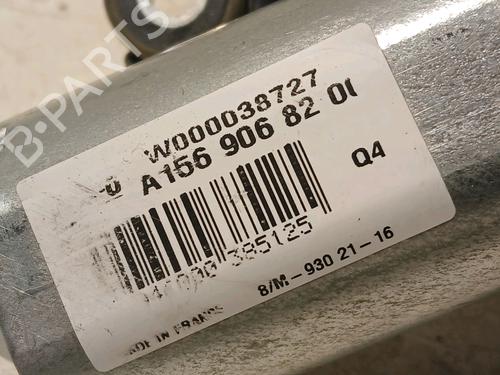 B-PARTS
W000038727
A156 906 82 00
Q4
385125
8/M-930 21-16
MADE IN FRANCE